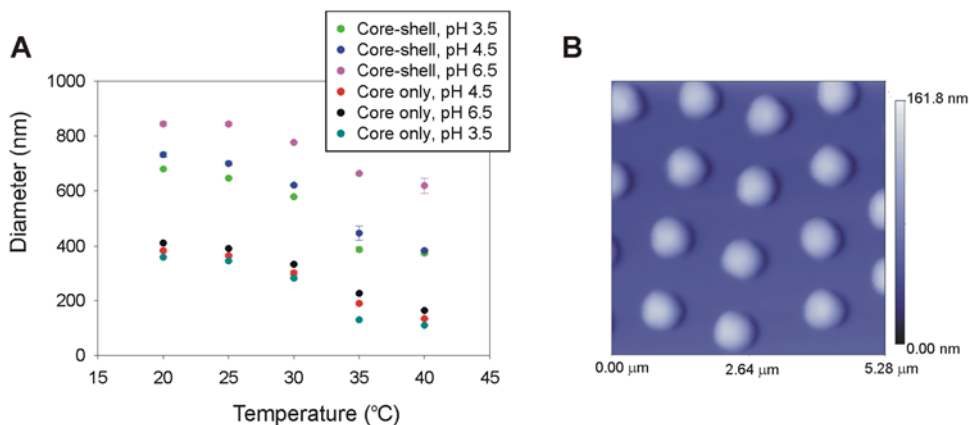 A
Core-shell, pH 3.5
Core-shell, pH 4.5
Core-shell, pH 6.5
Core only, pH 4.5
Core only, pH 6.5
Core only, pH 3.5
1000
800
600
400
200
0
Diameter (nm)
15 20 25 30 35 40 45
Temperature (°C)
B
161.8 nm
0.00 nm
0.00 μm 2.64 μm 5.28 μm